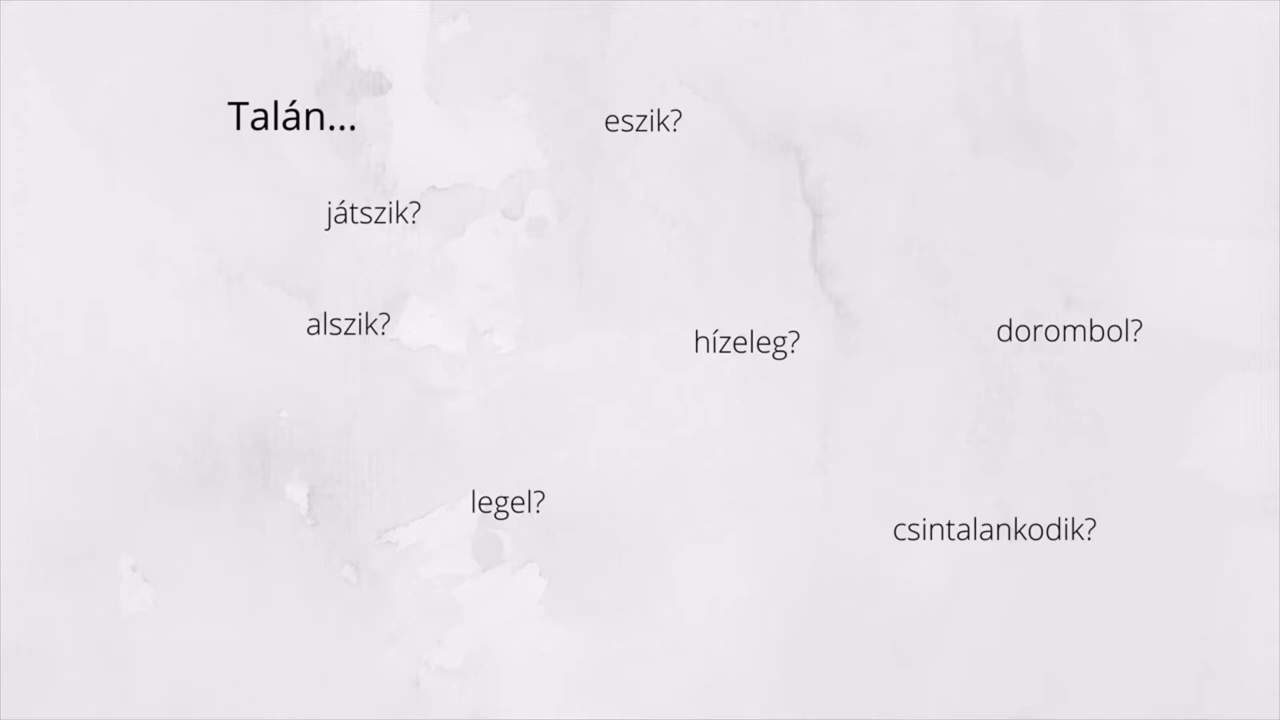 Talán...
eszik?
játszik?
alszik?
hízeleg?
dorombol?
legel?
csintalankodik?